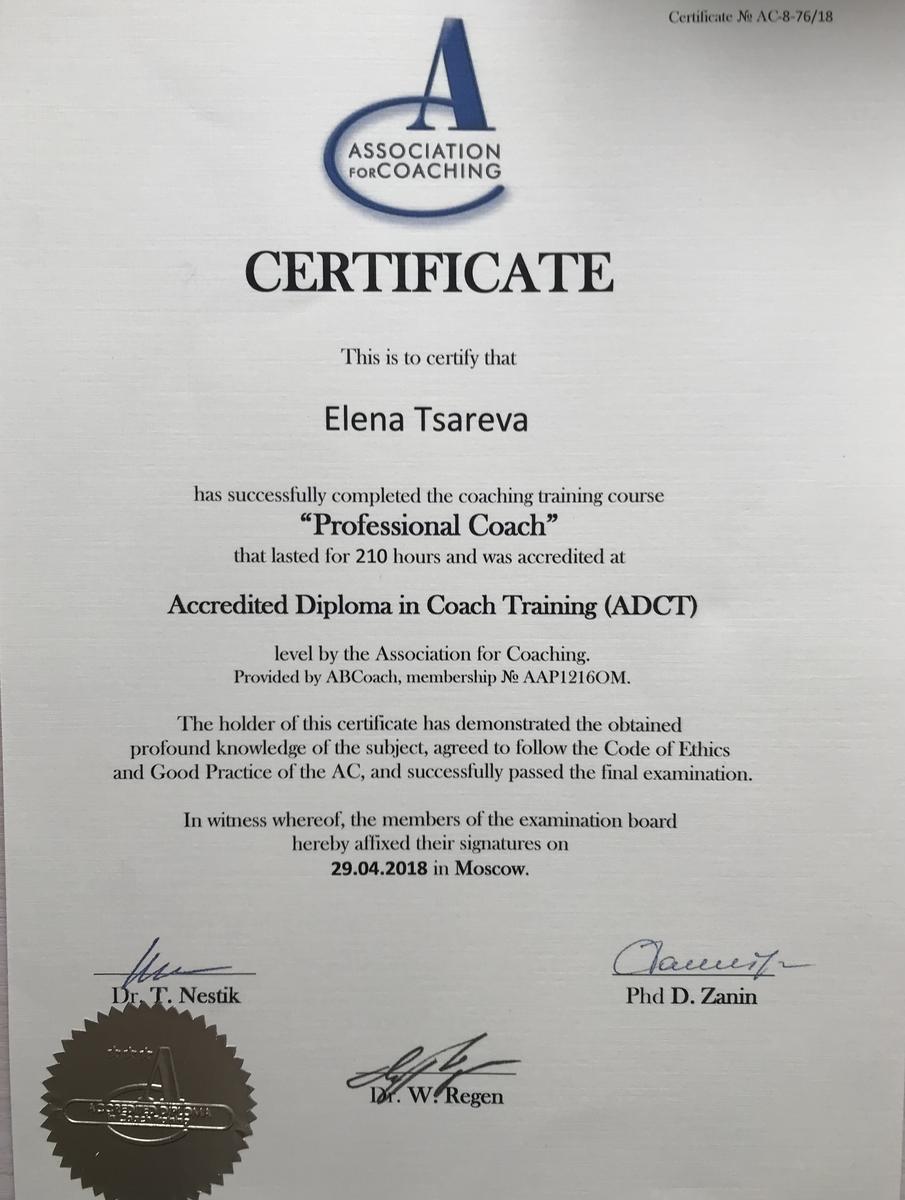 Certificate № AC-8-76/18
A
ASSOCIATION
FOR COACHING
CERTIFICATE
This is to certify that
Elena Tsareva
has successfully completed the coaching training course
“Professional Coach”
that lasted for 210 hours and was accredited at
Accredited Diploma in Coach Training (ADCT)
level by the Association for Coaching.
Provided by ABCoach, membership № AAP1216OM.
The holder of this certificate has demonstrated the obtained
profound knowledge of the subject, agreed to follow the Code of Ethics
and Good Practice of the AC, and successfully passed the final examination.
In witness whereof, the members of the examination board
hereby affixed their signatures on
29.04.2018 in Moscow.
Dr. T. Nestik
Phd D. Zanin
Dr. W. Regen
A
ACCREDITED DIPLOMA